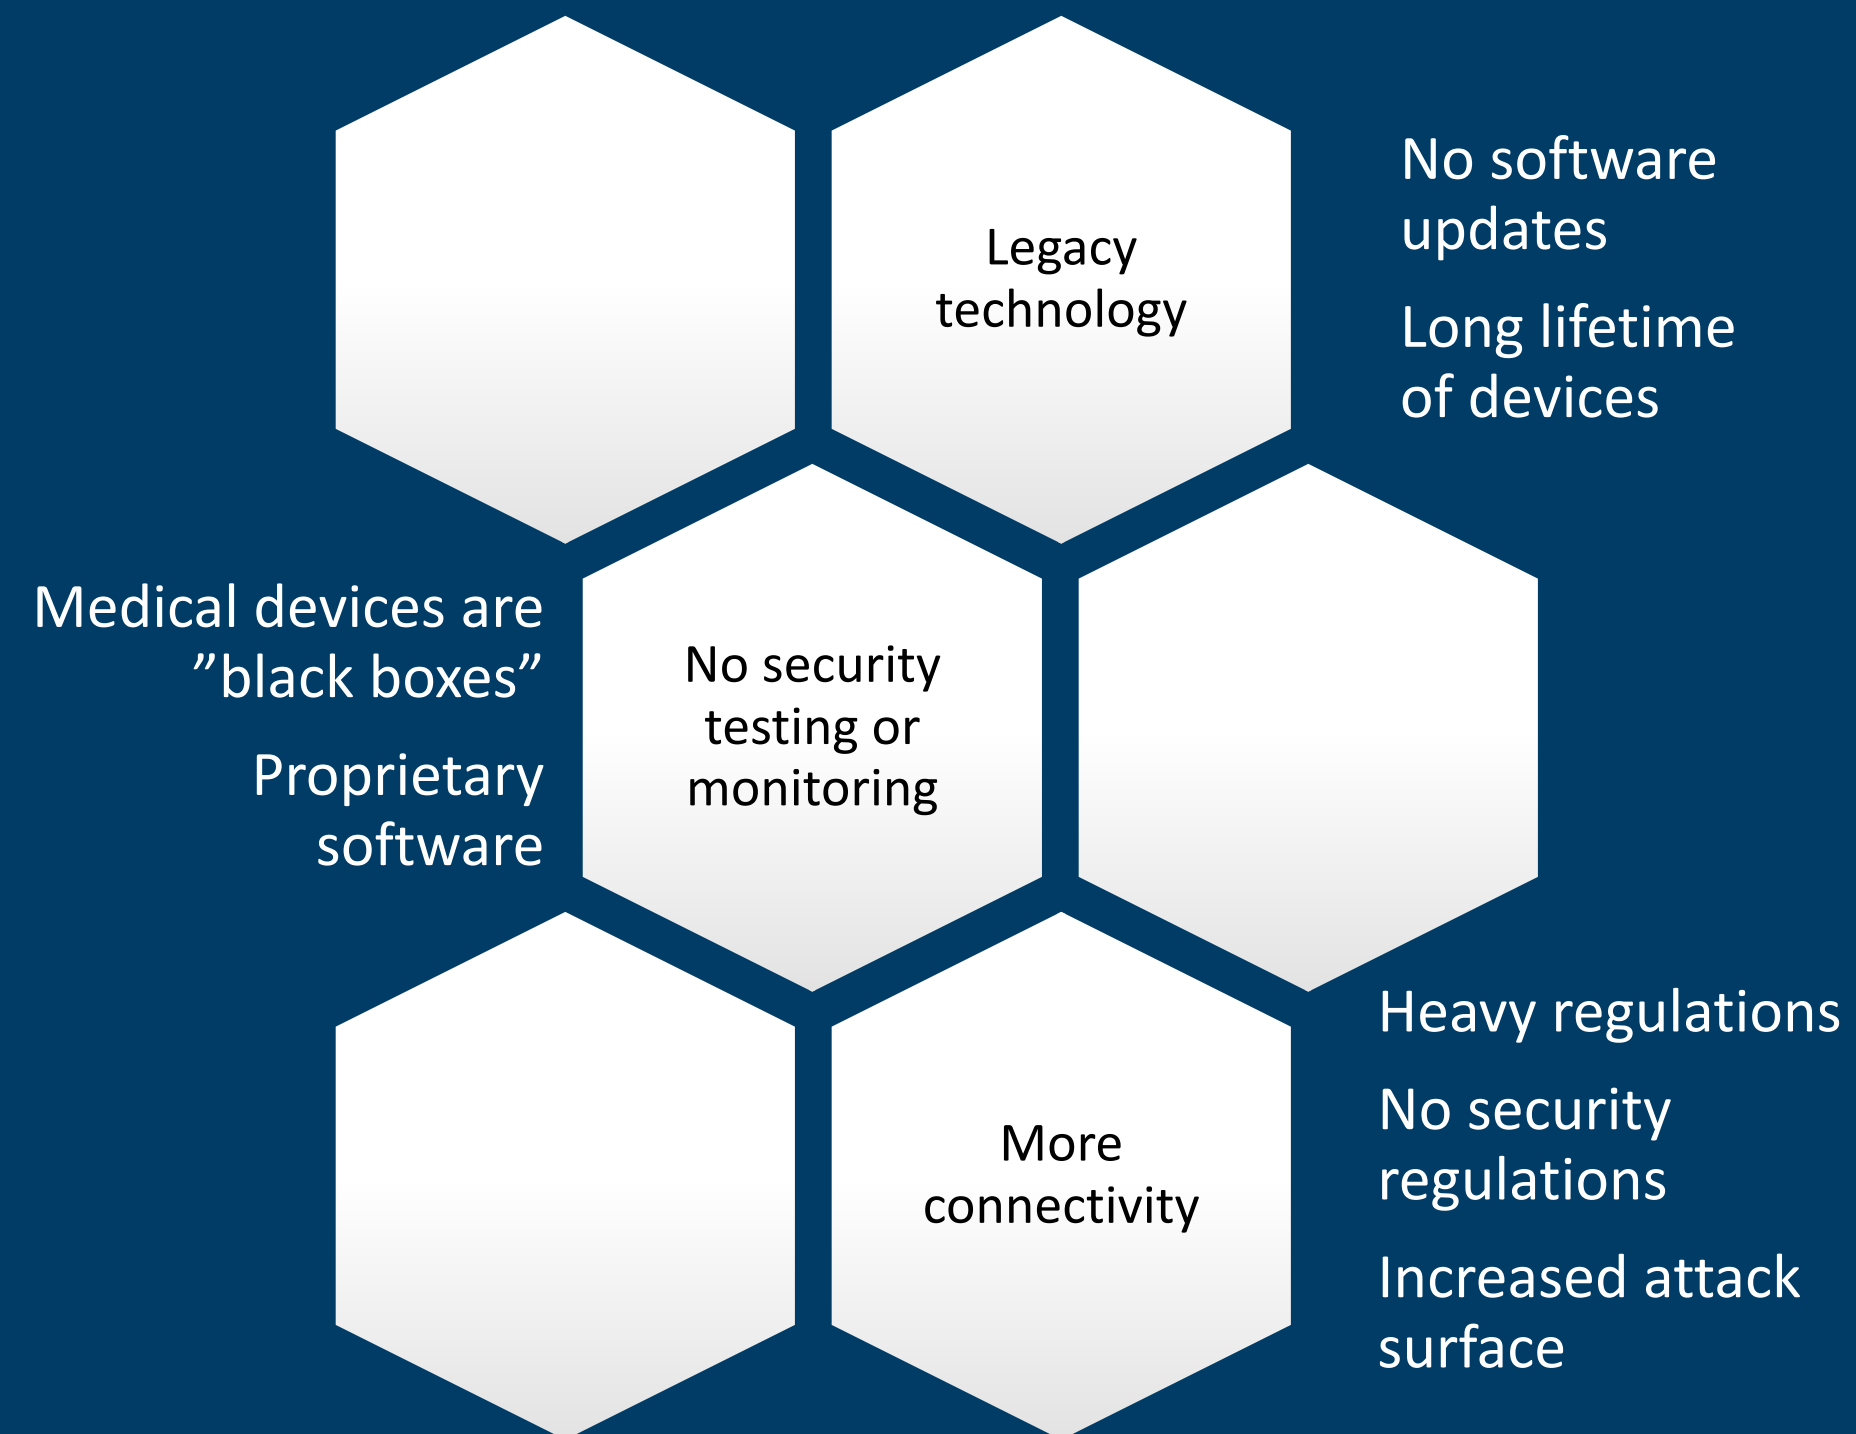 Legacy
technology
No software
updates
Long lifetime
of devices
Medical devices are
”black boxes”
Proprietary
software
No security
testing or
monitoring
More
connectivity
Heavy regulations
No security
regulations
Increased attack
surface